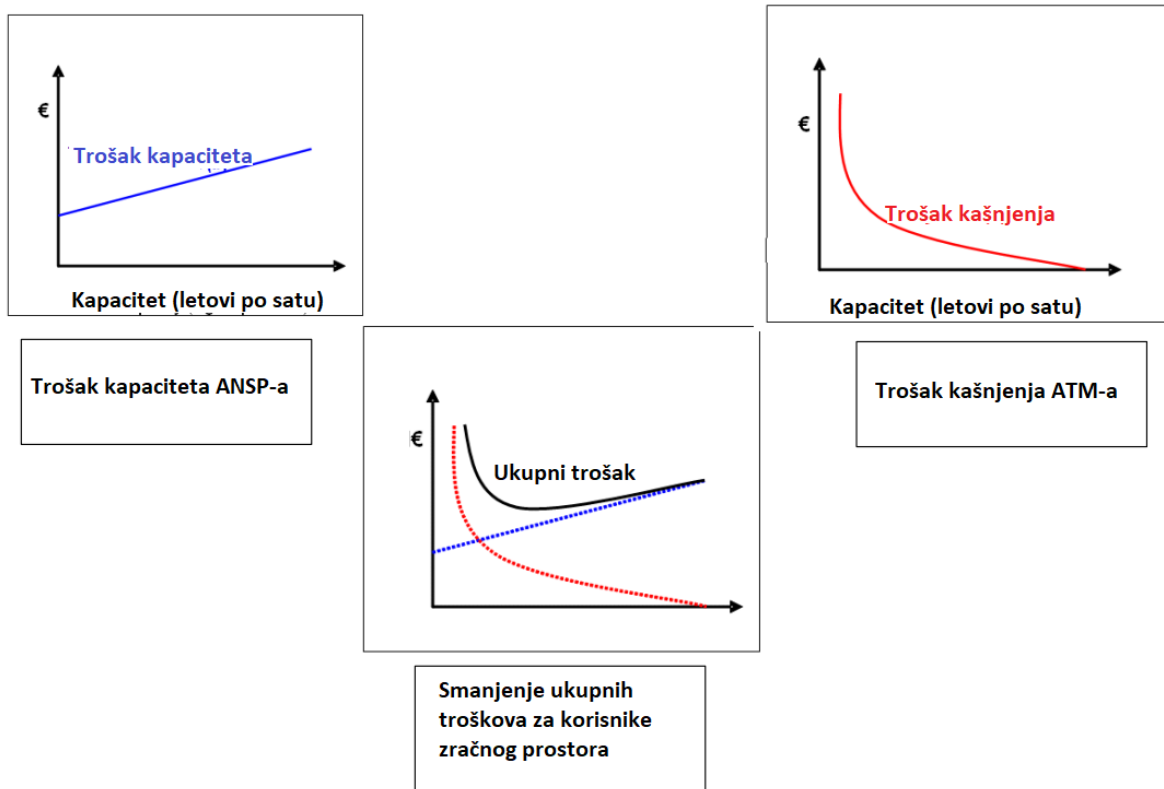 €
Trošak kapaciteta
Kapacitet (letovi po satu)
Trošak kapaciteta ANSP-a
€
Trošak kašnjenja
Kapacitet (letovi po satu)
Trošak kašnjenja ATM-a
€
Ukupni trošak
Smanjenje ukupnih
troškova za korisnike
zračnog prostora